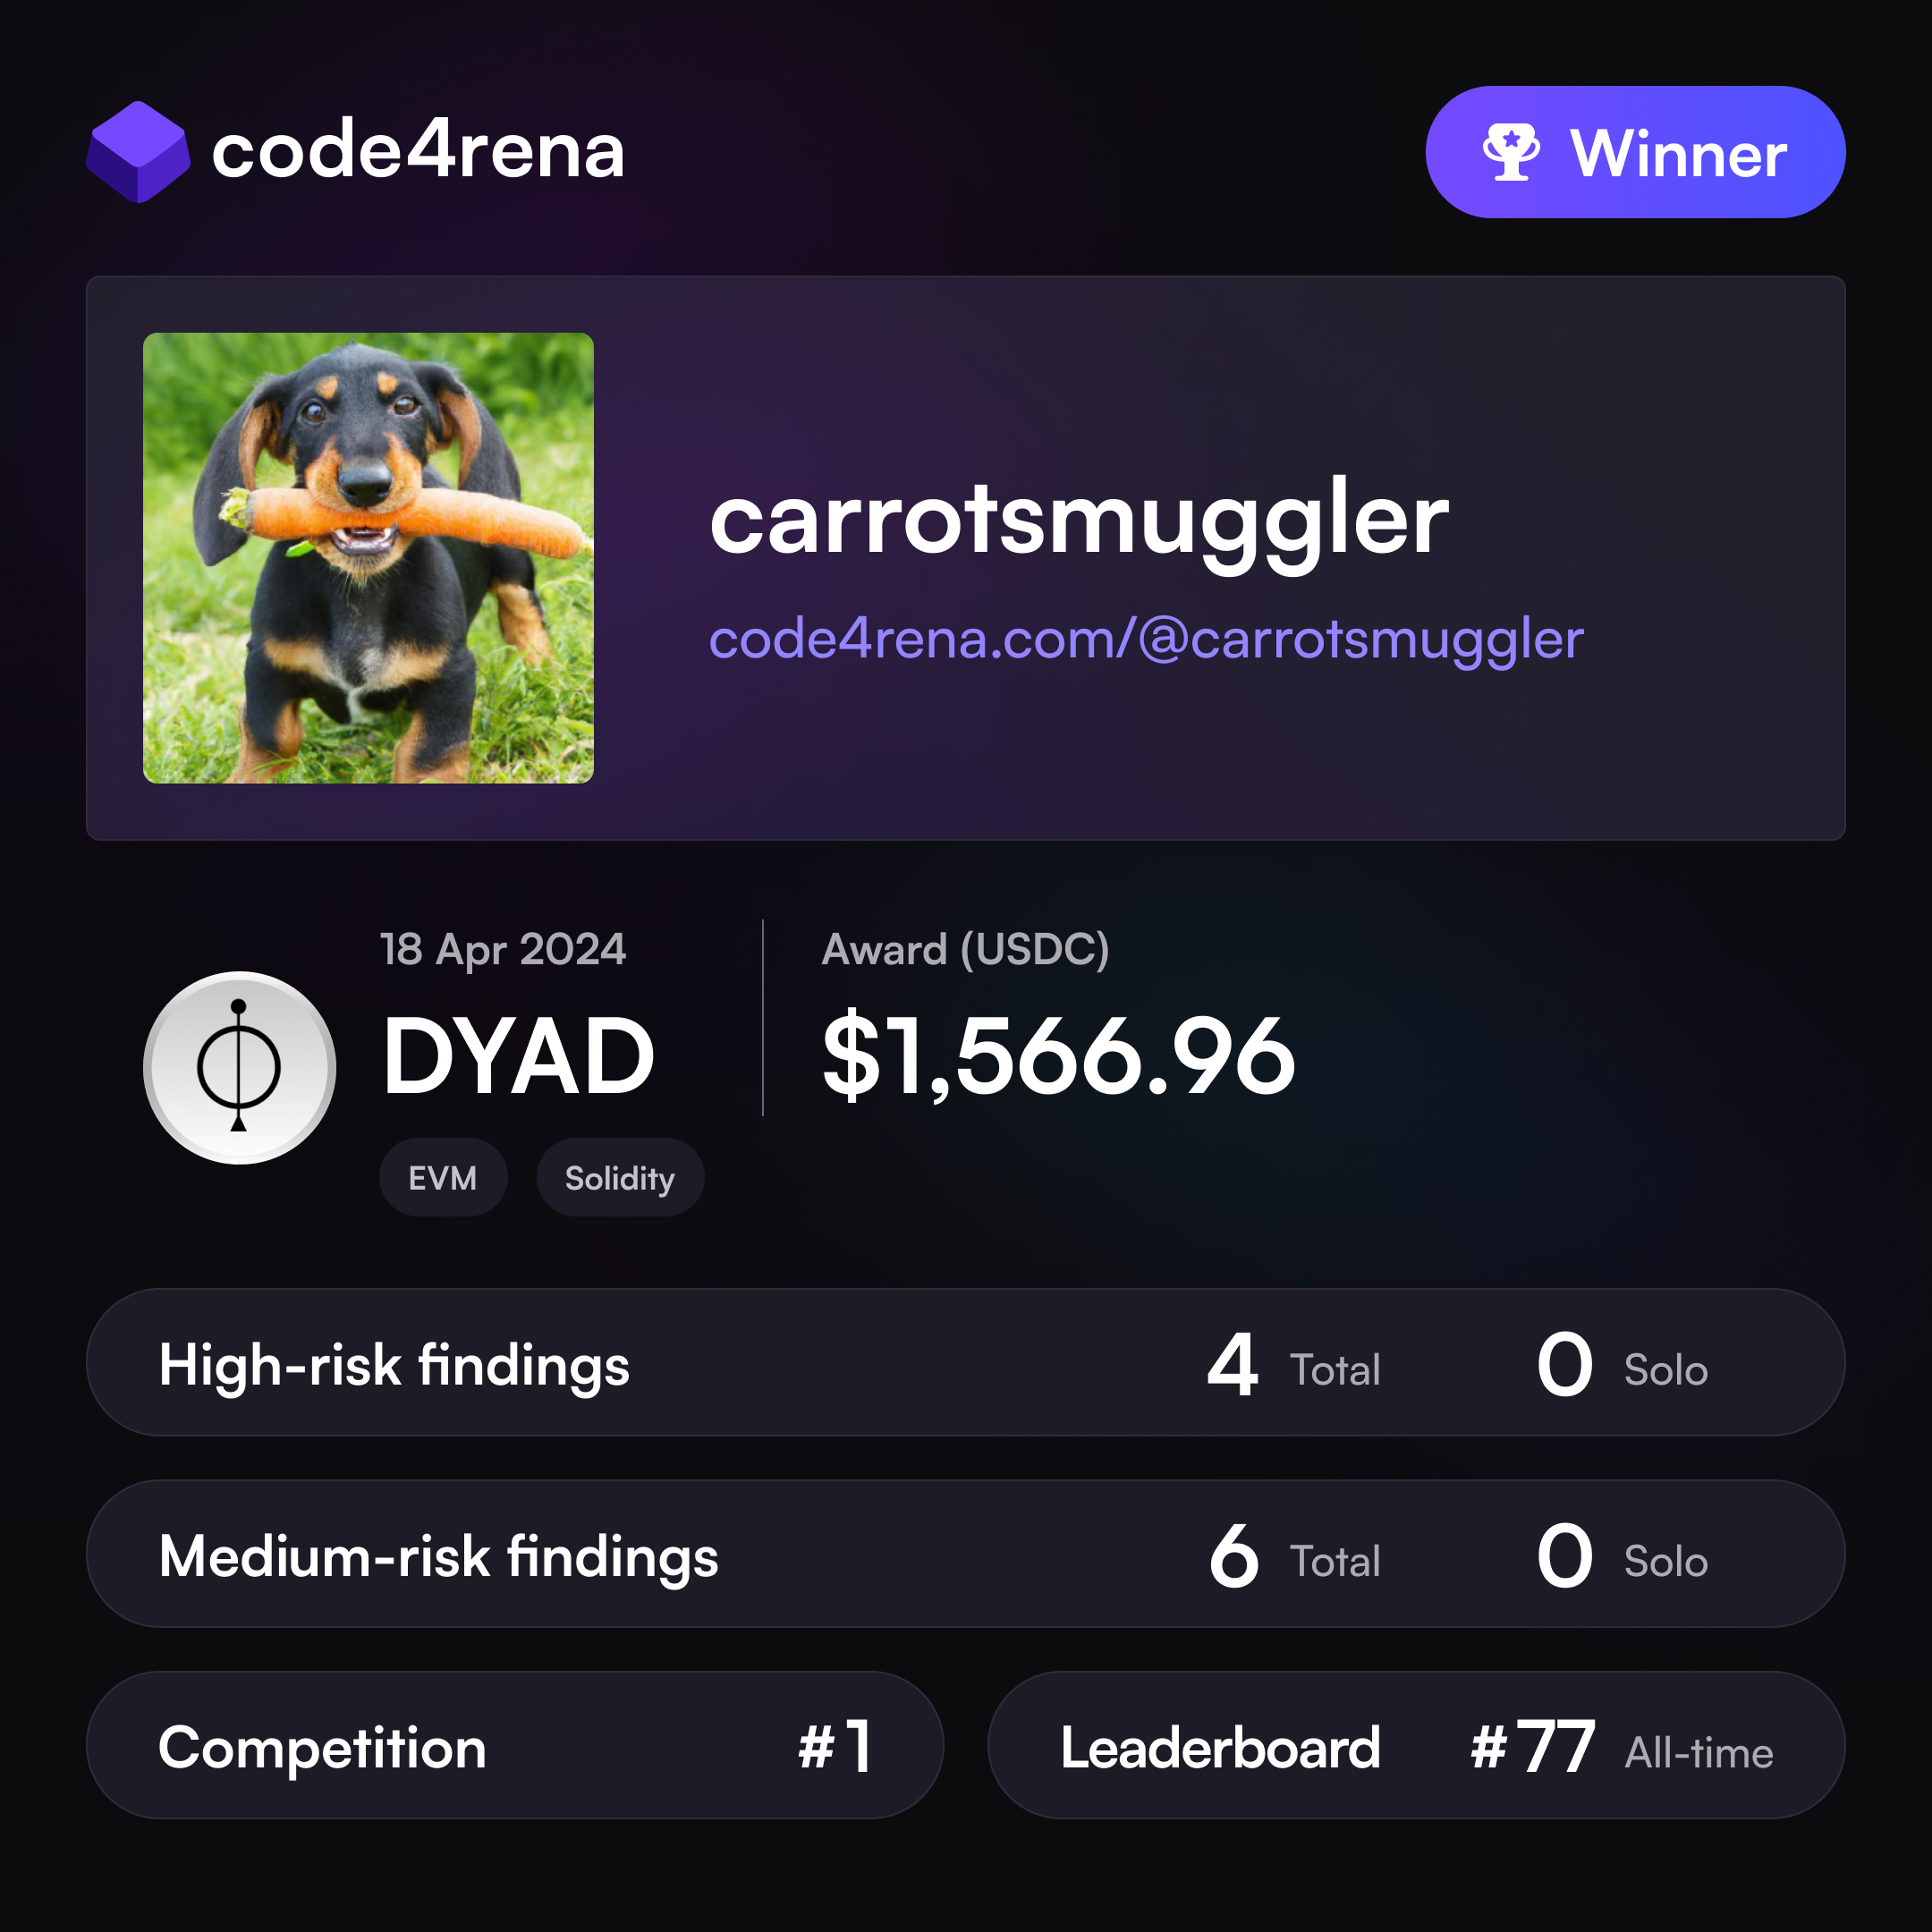 code4rena
Winner
carrotsmuggler
code4rena.com/@carrotsmuggler
18 Apr 2024
DYAD
EVM Solidity
Award (USDC)
$1,566.96
High-risk findings 4 Total 0 Solo
Medium-risk findings 6 Total 0 Solo
Competition #1
Leaderboard #77 All-time